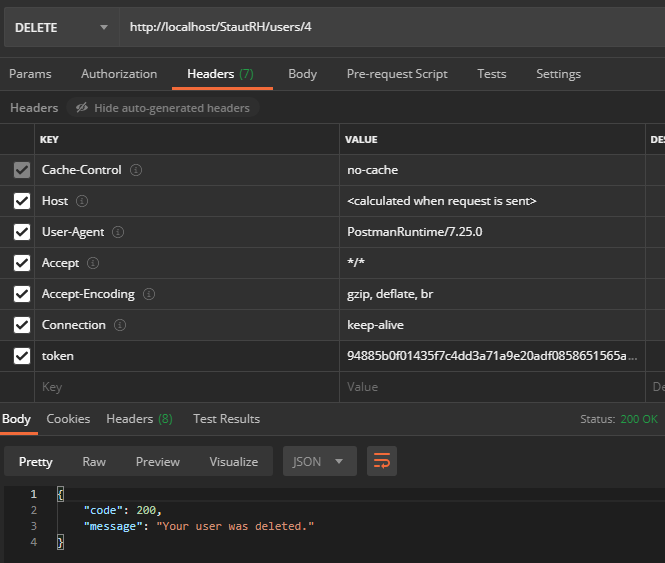 DELETE http://localhost/StautRH/users/4
Params Authorization Headers (7) Body Pre-request Script Tests Settings
Headers Hide auto-generated headers
KEY VALUE DES
Cache-Control no-cache
Host <calculated when request is sent>
User-Agent PostmanRuntime/7.25.0
Accept */*
Accept-Encoding gzip, deflate, br
Connection keep-alive
token 94885b0f01435f7c4dd3a71a9e20adf0858651565a...
Key Value De
Body Cookies Headers (8) Test Results Status: 200 OK
Pretty Raw Preview Visualize JSON
1 {
2 "code": 200,
3 "message": "Your user was deleted."
4 }